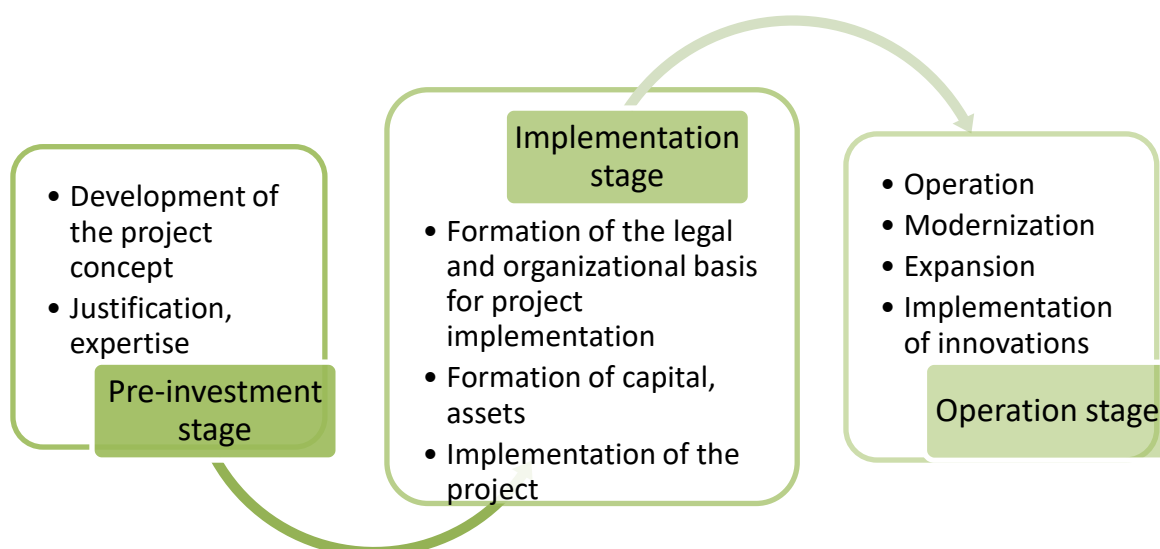 • Development of
the project
concept
• Justification,
expertise
Pre-investment
stage
Implementation
stage
• Formation of the legal
and organizational basis
for project
implementation
• Formation of capital,
assets
• Implementation of the
project
• Operation
• Modernization
• Expansion
• Implementation
of innovations
Operation stage